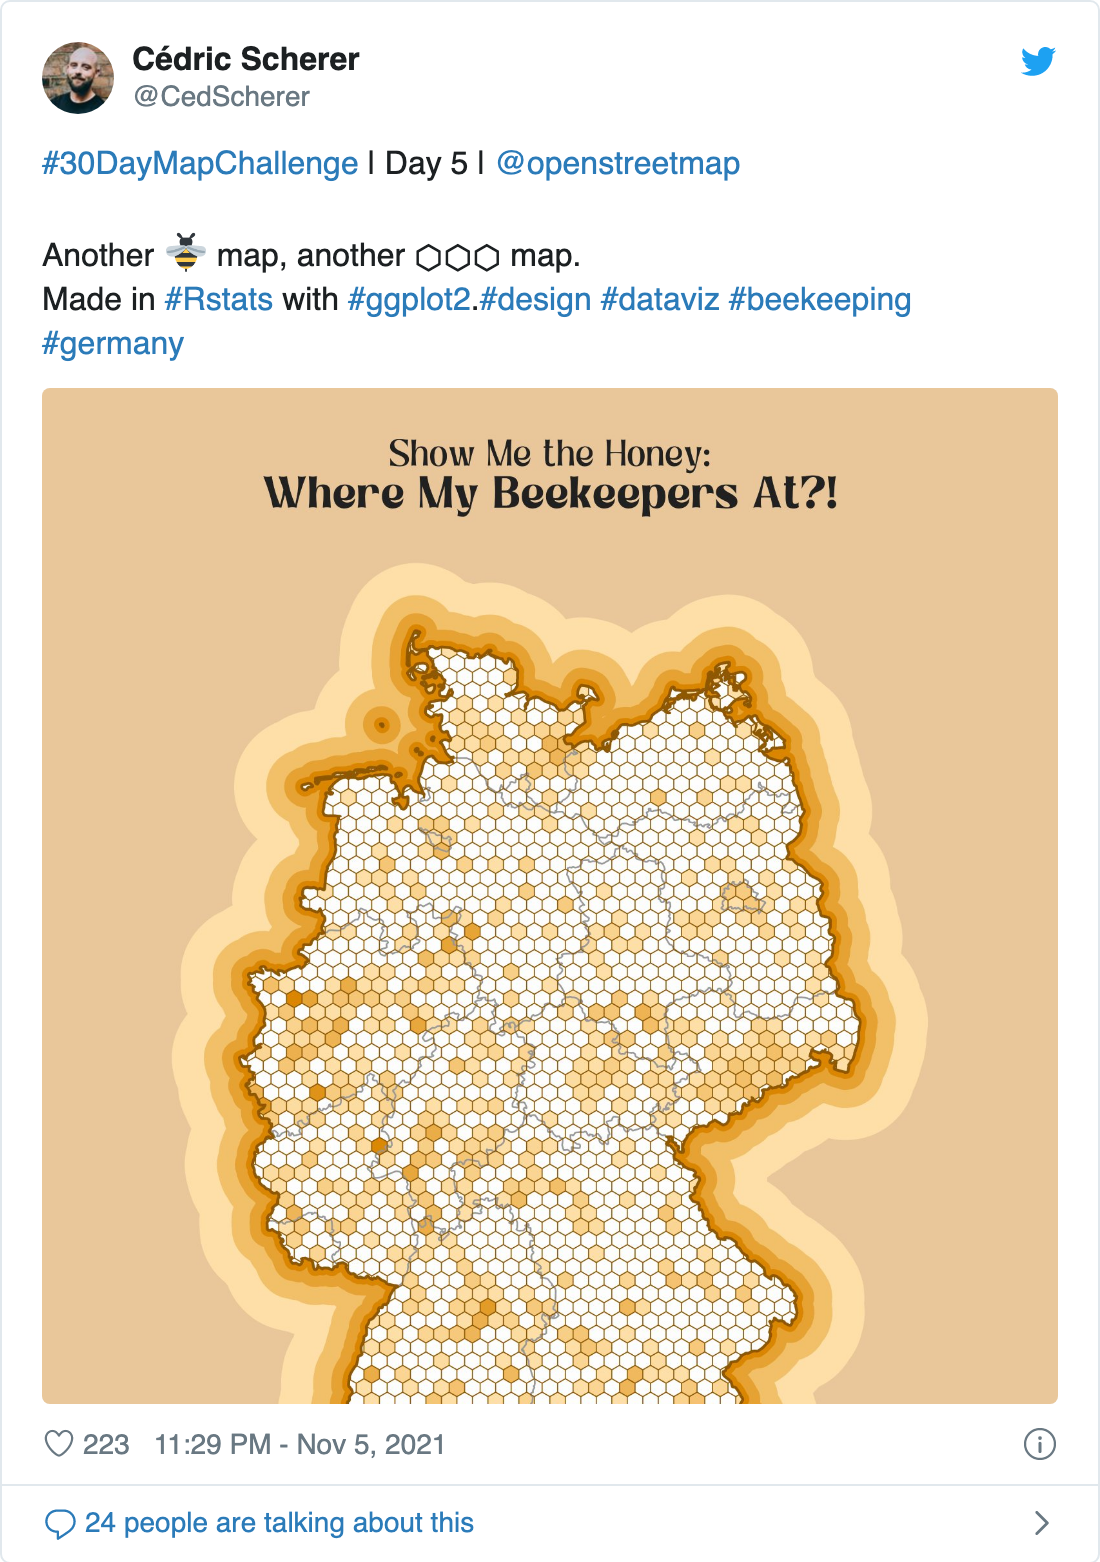 Cédric Scherer
@CedScherer
#30DayMapChallenge | Day 5 | @openstreetmap
Another 🐝 map, another ⬡⬡⬡ map.
Made in #Rstats with #ggplot2.#design #dataviz #beekeeping
#germany
Show Me the Honey:
Where My Beekeepers At?!
223 11:29 PM - Nov 5, 2021
24 people are talking about this